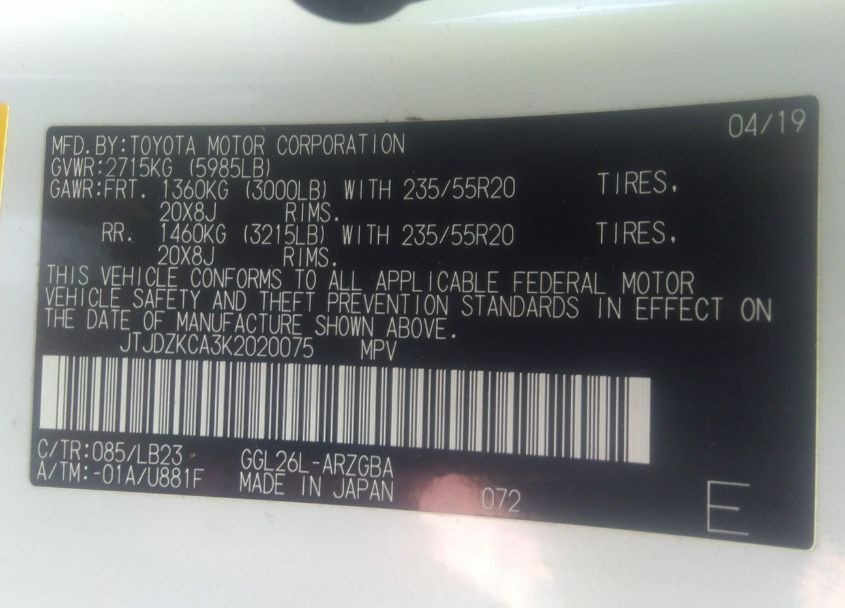 04/19
MFD.BY:TOYOTA MOTOR CORPORATION
GVWR:2715KG (5985LB)
GAWR:FRT. 1360KG (3000LB) WITH 235/55R20 TIRES,
20X8J RIMS.
RR. 1460KG (3215LB) WITH 235/55R20 TIRES,
20X8J RIMS.
THIS VEHICLE CONFORMS TO ALL APPLICABLE FEDERAL MOTOR
VEHICLE SAFETY AND THEFT PREVENTION STANDARDS IN EFFECT ON
THE DATE OF MANUFACTURE SHOWN ABOVE.
JTJDZKCA3K2020075 MPV
C/TR:085/LB23 GGL26L-ARZGBA
A/TM:-01A/U881F MADE IN JAPAN 072 E